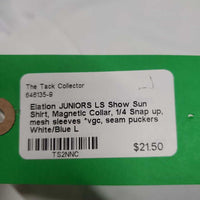 The Tack Collector
646135-9
Elation JUNIORS LS Show Sun
Shirt, Magnetic Collar, 1/4 Snap up,
mesh sleeves *vgc, seam puckers
White/Blue L
TS2NNC
$21.50